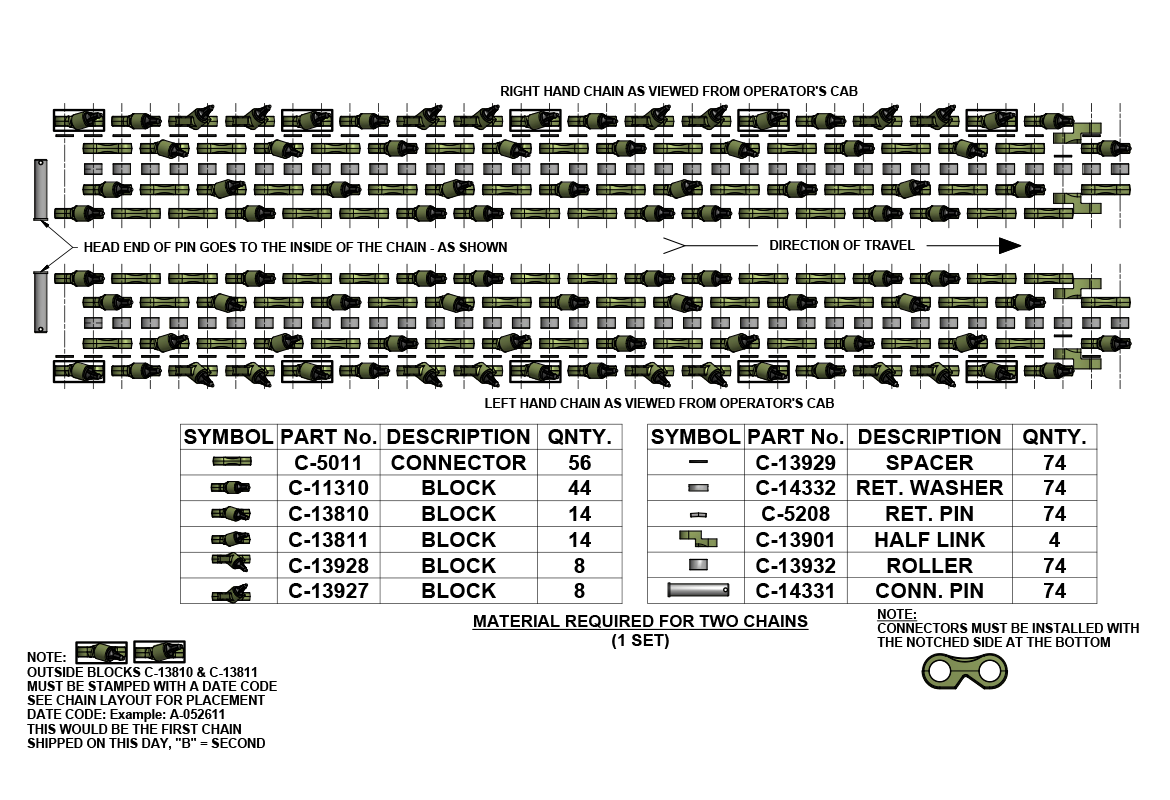 RIGHT HAND CHAIN AS VIEWED FROM OPERATOR'S CAB
HEAD END OF PIN GOES TO THE INSIDE OF THE CHAIN - AS SHOWN
DIRECTION OF TRAVEL
LEFT HAND CHAIN AS VIEWED FROM OPERATOR'S CAB
SYMBOL PART No. DESCRIPTION QNTY.
C-5011 CONNECTOR 56
C-11310 BLOCK 44
C-13810 BLOCK 14
C-13811 BLOCK 14
C-13928 BLOCK 8
C-13927 BLOCK 8
SYMBOL PART No. DESCRIPTION QNTY.
C-13929 SPACER 74
C-14332 RET. WASHER 74
C-5208 RET. PIN 74
C-13901 HALF LINK 4
C-13932 ROLLER 74
C-14331 CONN. PIN 74
MATERIAL REQUIRED FOR TWO CHAINS
(1 SET)
NOTE:
CONNECTORS MUST BE INSTALLED WITH
THE NOTCHED SIDE AT THE BOTTOM
NOTE:
OUTSIDE BLOCKS C-13810 & C-13811
MUST BE STAMPED WITH A DATE CODE
SEE CHAIN LAYOUT FOR PLACEMENT
DATE CODE: Example: A-052611
THIS WOULD BE THE FIRST CHAIN
SHIPPED ON THIS DAY, "B" = SECOND